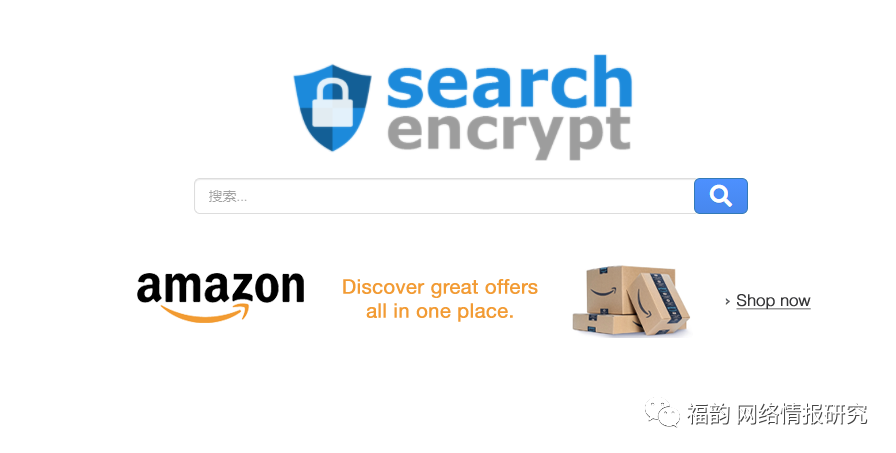 search
encrypt
搜索...
amazon
Discover great offers
all in one place.
› Shop now
福韵 网络情报研究